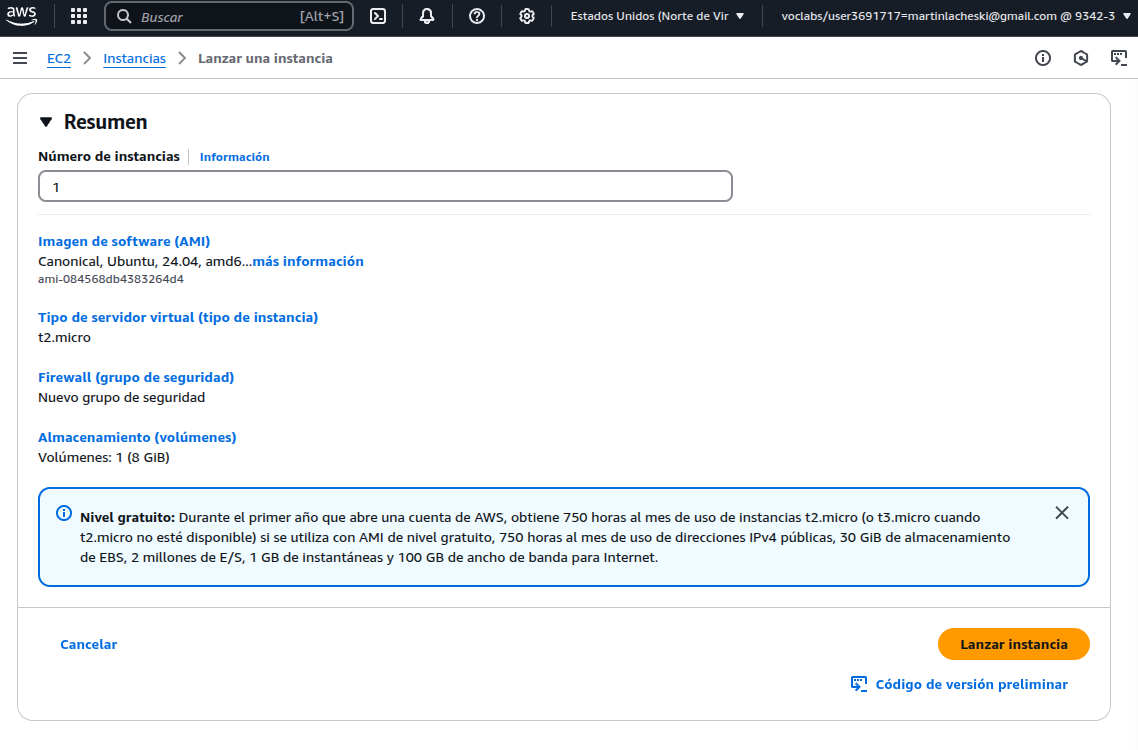 aws
Buscar [Alt+S] Estados Unidos (Norte de Vir voclabs/user3691717=martinlacheski@gmail.com @ 9342-3
EC2 Instancias Lanzar una instancia
Resumen
Número de instancias Información
1
Imagen de software (AMI)
Canonical, Ubuntu, 24.04, amd6...más información
ami-084568db4383264d4
Tipo de servidor virtual (tipo de instancia)
t2.micro
Firewall (grupo de seguridad)
Nuevo grupo de seguridad
Almacenamiento (volúmenes)
Volúmenes: 1 (8 GiB)
Nivel gratuito: Durante el primer año que abre una cuenta de AWS, obtiene 750 horas al mes de uso de instancias t2.micro (o t3.micro cuando
t2.micro no esté disponible) si se utiliza con AMI de nivel gratuito, 750 horas al mes de uso de direcciones IPv4 públicas, 30 GiB de almacenamiento
de EBS, 2 millones de E/S, 1 GB de instantáneas y 100 GB de ancho de banda para Internet.
Cancelar Lanzar instancia
Código de versión preliminar